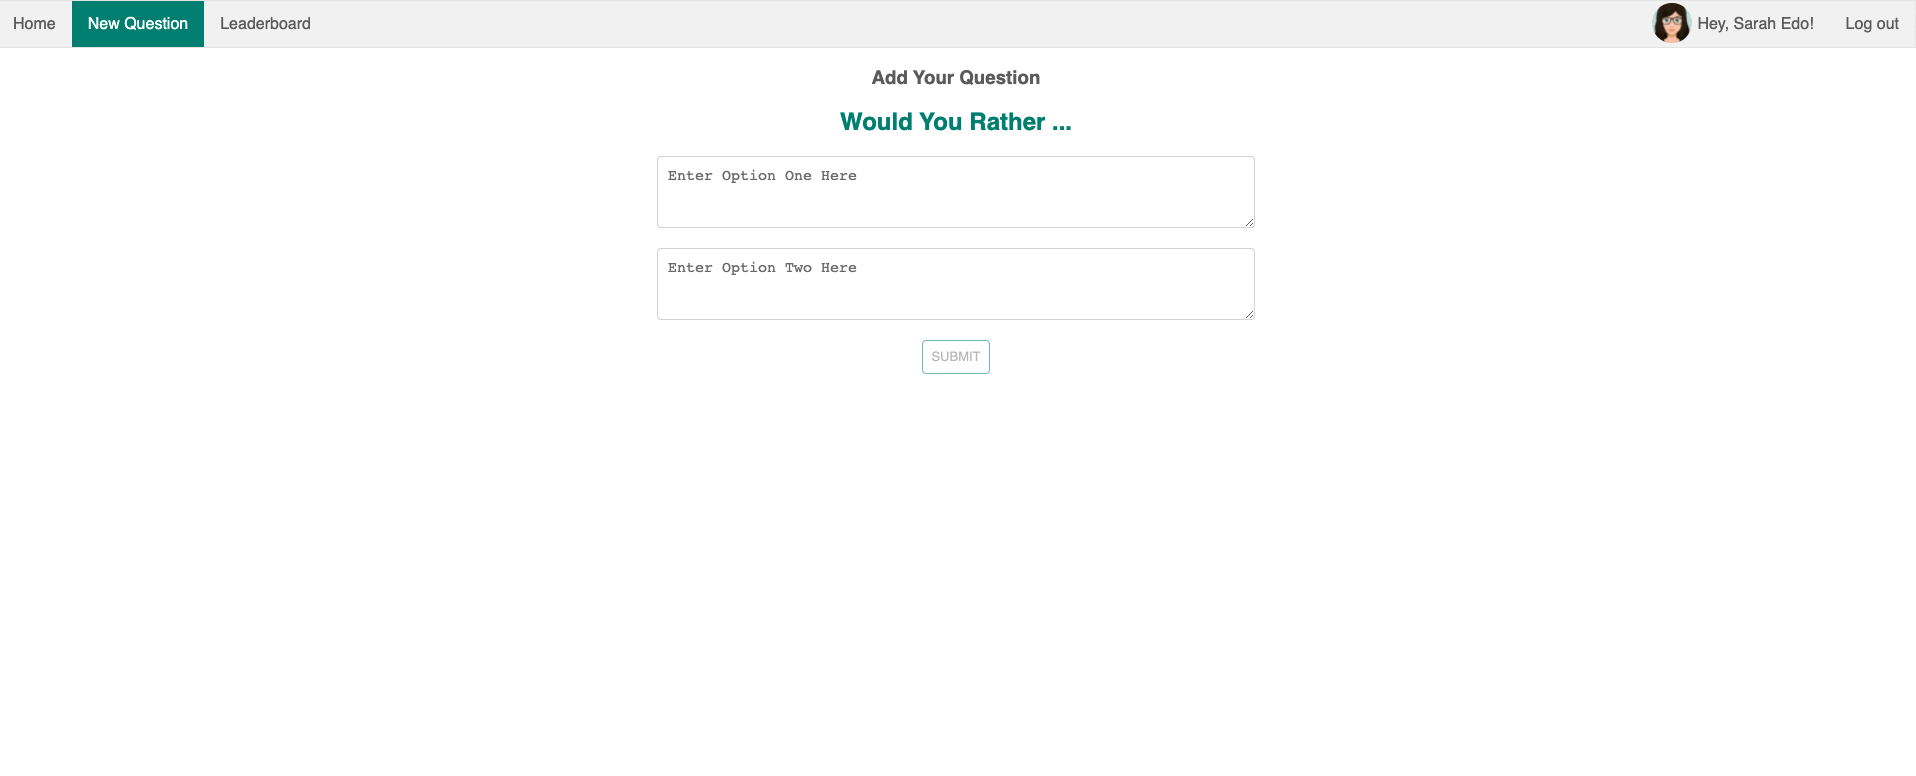 Home New Question Leaderboard Hey, Sarah Edo! Log out
Add Your Question
Would You Rather ...
Enter Option One Here
Enter Option Two Here
SUBMIT